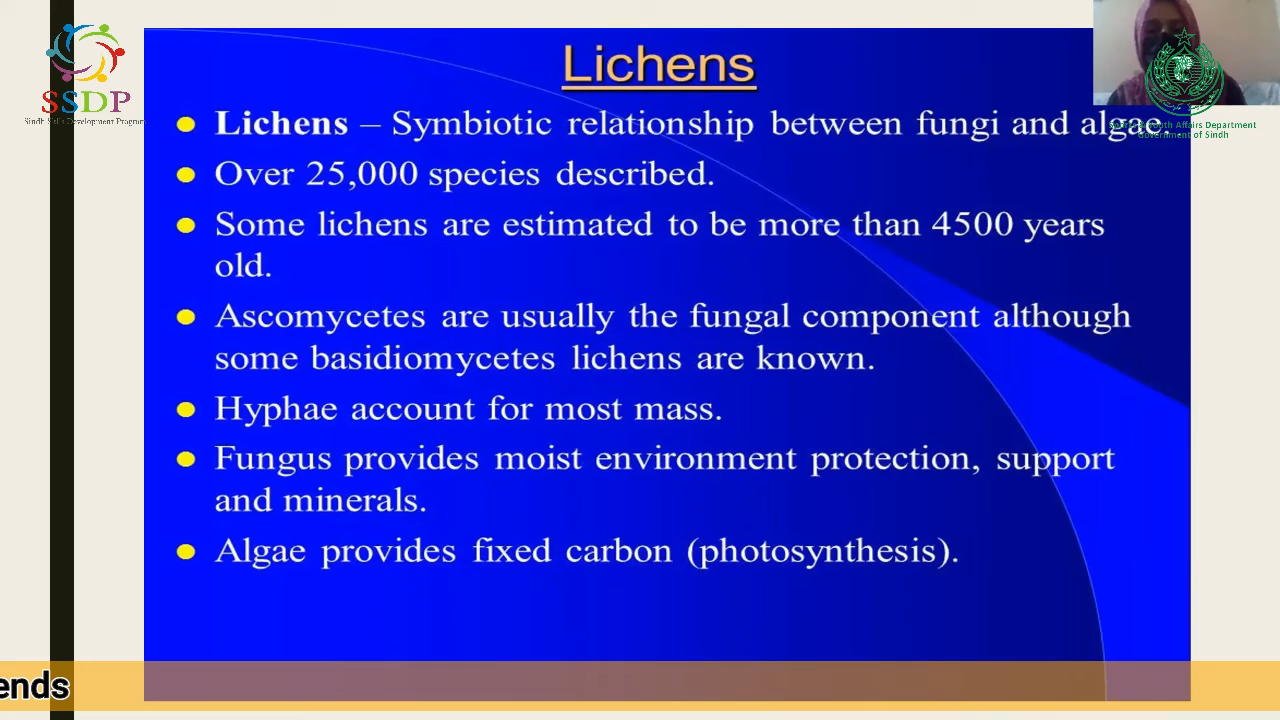 SSDP
Sindh Skills Development Program
Lichens
Lichens – Symbiotic relationship between fungi and algae
Youth Affairs Department
Government of Sindh
Over 25,000 species described.
Some lichens are estimated to be more than 4500 years
old.
Ascomycetes are usually the fungal component although
some basidiomycetes lichens are known.
Hyphae account for most mass.
Fungus provides moist environment protection, support
and minerals.
Algae provides fixed carbon (photosynthesis).
ends